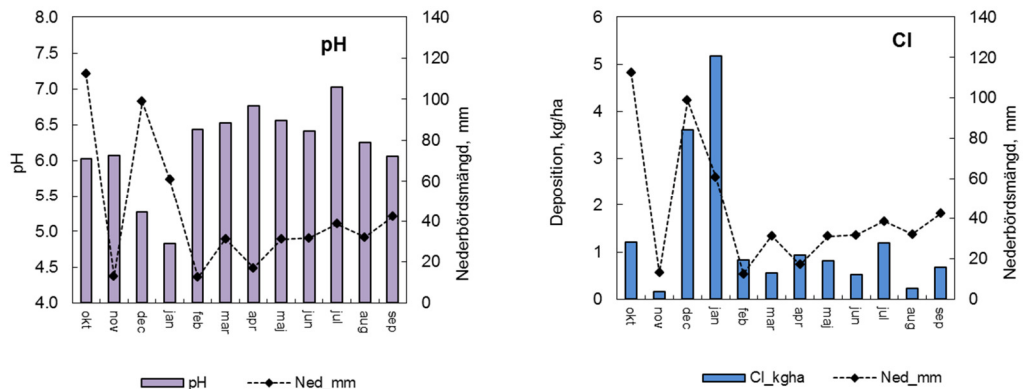 8.0
7.5
7.0
6.5
6.0
5.5
5.0
4.5
4.0
pH
pH
140
120
100
80
60
40
20
0
Nederbördsmängd, mm
okt
nov
dec
jan
feb
mar
apr
maj
jun
jul
aug
sep
pH
Ned_mm
6
5
4
3
2
1
0
Deposition, kg/ha
Cl
140
120
100
80
60
40
20
0
Nederbördsmängd, mm
okt
nov
dec
jan
feb
mar
apr
maj
jun
jul
aug
sep
Cl_kgha
Ned_mm